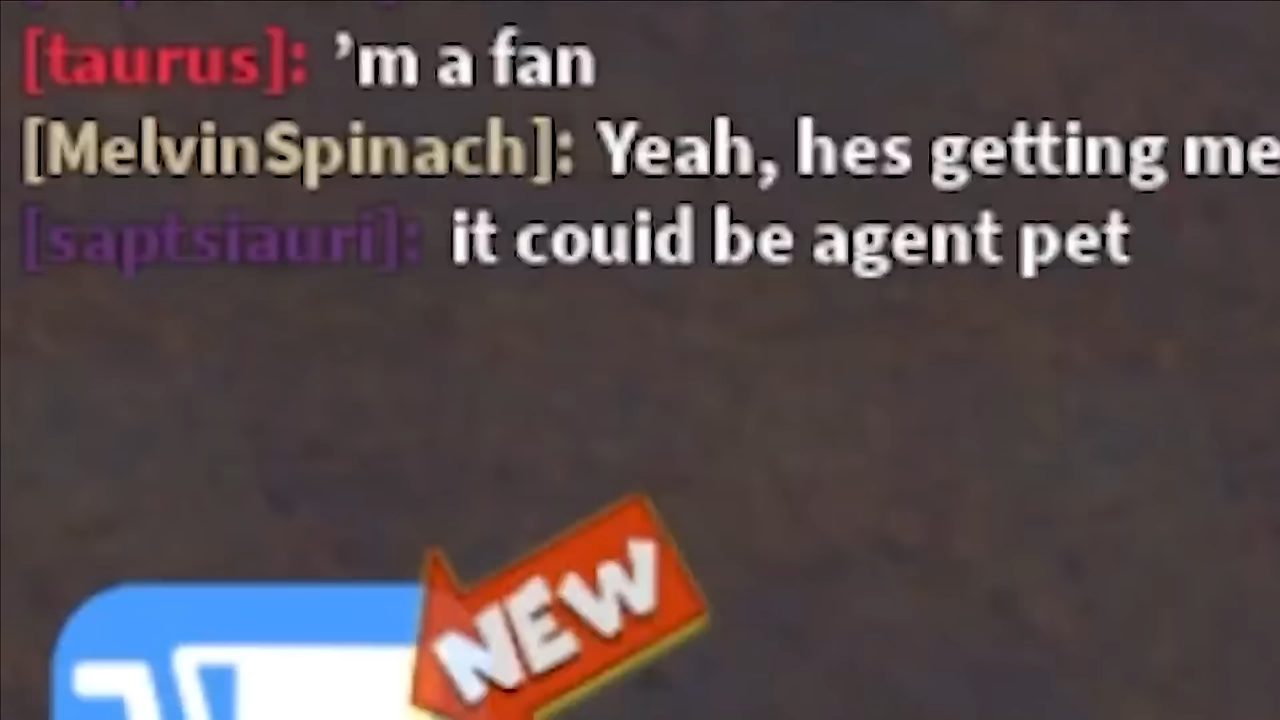 [taurus]: ’m a fan
[MelvinSpinach]: Yeah, hes getting me
[saptsiauri]: it couid be agent pet
NEW